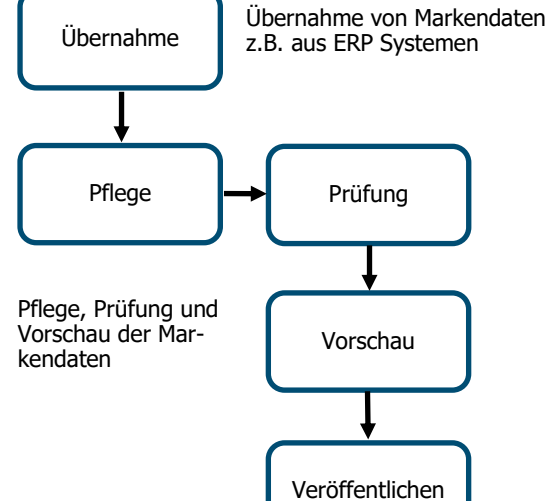 Übernahme
Übernahme von Markendaten
z.B. aus ERP Systemen
Pflege
Prüfung
Pflege, Prüfung und
Vorschau der Mar-
kendaten
Vorschau
Veröffentlichen